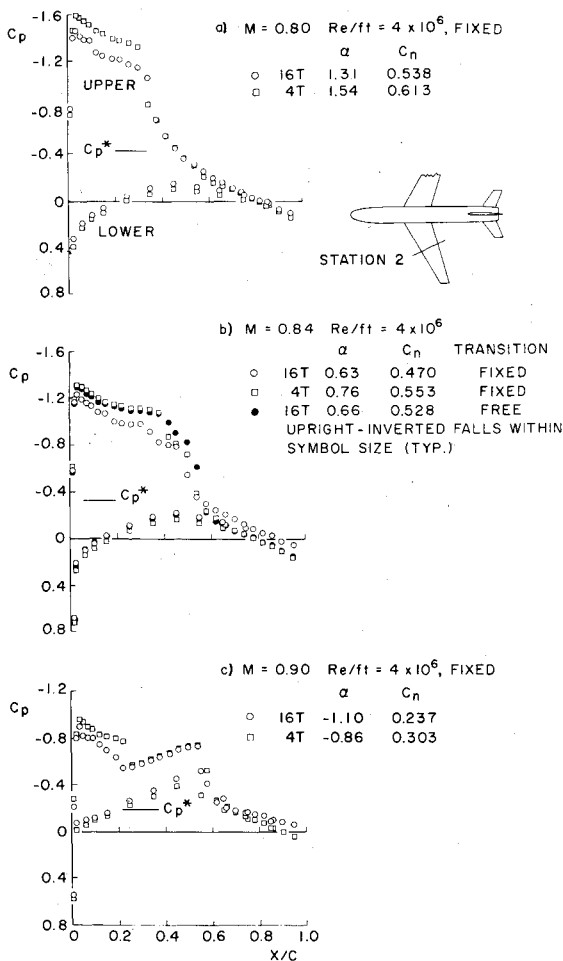 a) M = 0.80 Re/ft = 4 x 10⁶, FIXED
α Cn
○ 16T 1.31 0.538
□ 4T 1.54 0.613
Cp
-1.6
-1.2
-0.8
-0.4
0
0.4
0.8
UPPER
Cp*
LOWER
STATION 2
b) M = 0.84 Re/ft = 4 x 10⁶
α Cn TRANSITION
○ 16T 0.63 0.470 FIXED
□ 4T 0.76 0.553 FIXED
● 16T 0.66 0.528 FREE
UPRIGHT-INVERTED FALLS WITHIN
SYMBOL SIZE (TYP.)
Cp
-1.6
-1.2
-0.8
-0.4
0
0.4
0.8
Cp*
c) M = 0.90 Re/ft = 4 x 10⁶, FIXED
α Cn
○ 16T -1.10 0.237
□ 4T -0.86 0.303
Cp
-1.2
-0.8
-0.4
0
0.4
0.8
Cp*
0 0.2 0.4 0.6 0.8 1.0
X/C